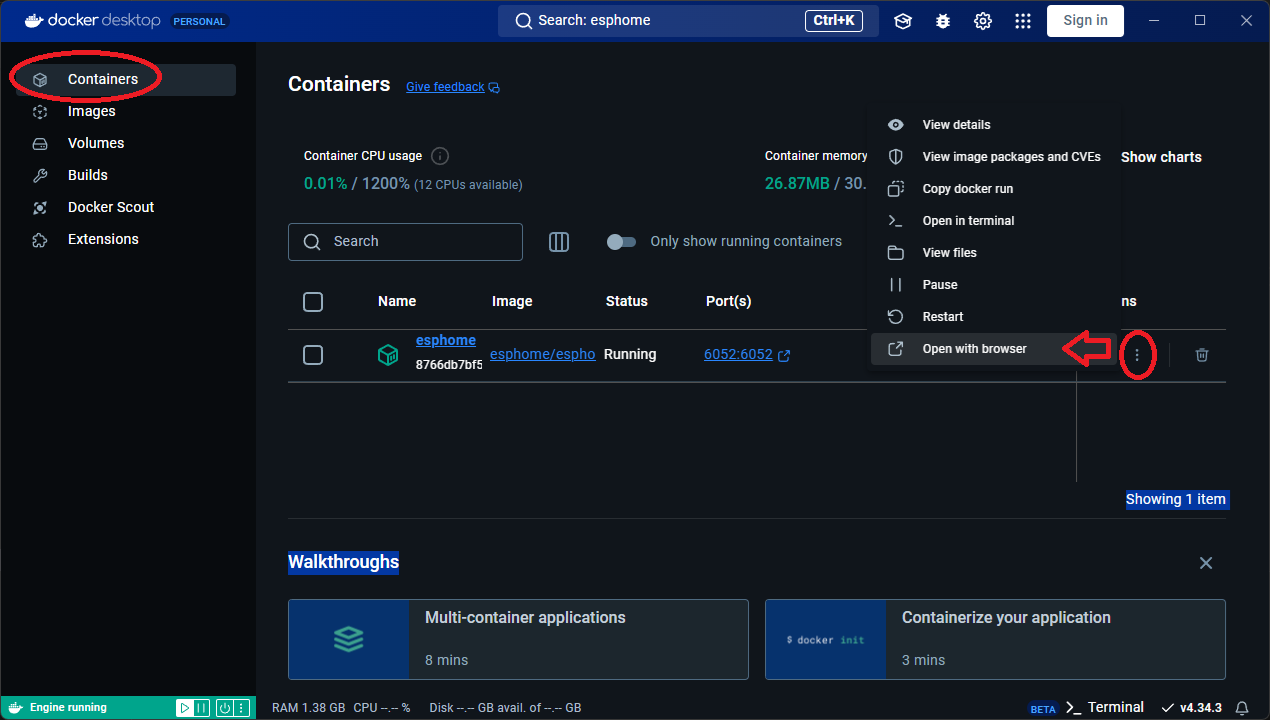 docker desktop PERSONAL
Search: esphome
Ctrl+K
Sign in
Containers
Images
Volumes
Builds
Docker Scout
Extensions
Containers
Give feedback
Container CPU usage
0.01% / 1200% (12 CPUs available)
Container memory
26.87MB / 30.
Show charts
Search
Only show running containers
Name
Image
Status
Port(s)
ns
esphome
8766db7bf5
esphome/espho
Running
6052:6052
View details
View image packages and CVEs
Copy docker run
Open in terminal
View files
Pause
Restart
Open with browser
Showing 1 item
Walkthroughs
Multi-container applications
8 mins
$ docker init
Containerize your application
3 mins
Engine running
RAM 1.38 GB CPU --.-- % Disk --.-- GB avail. of --.-- GB
BETA
>_ Terminal
v4.34.3